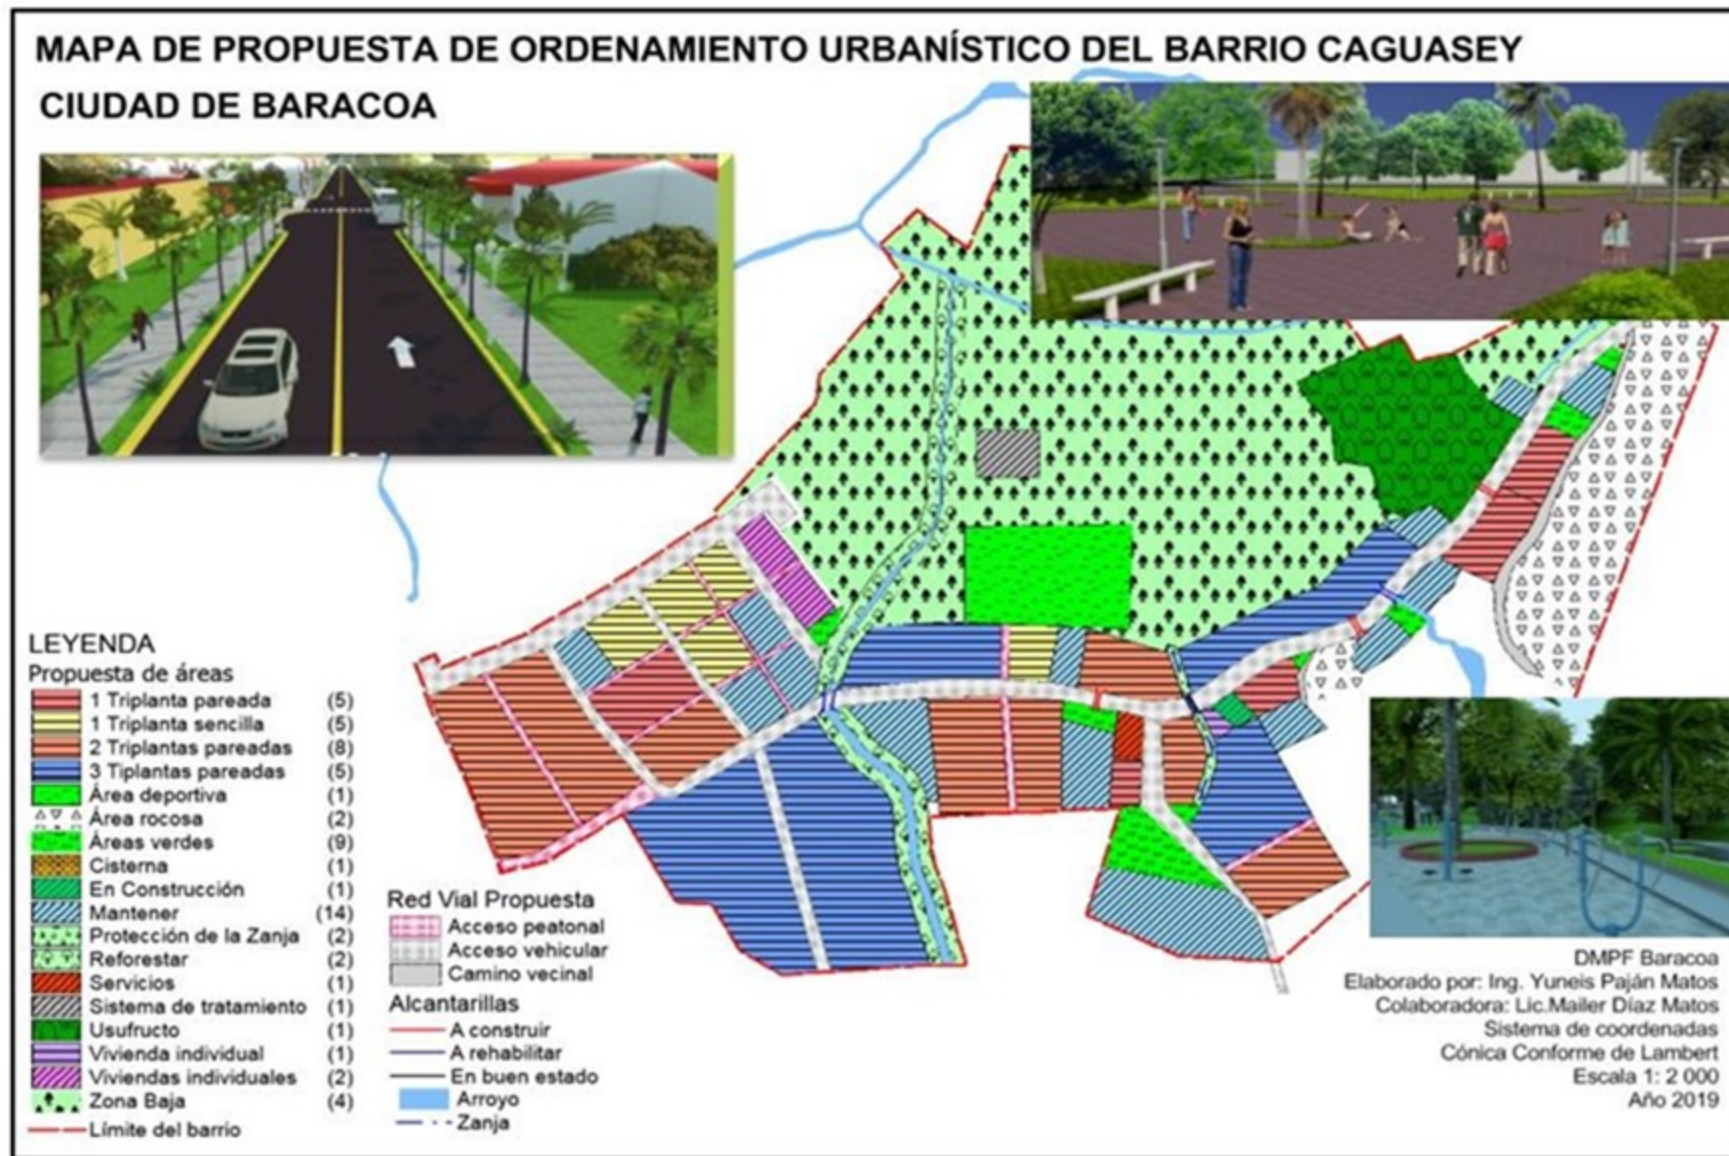 MAPA DE PROPUESTA DE ORDENAMIENTO URBANÍSTICO DEL BARRIO CAGUASEY
CIUDAD DE BARACOA
LEYENDA
Propuesta de áreas
1 Triplanta pareada (5)
1 Triplanta sencilla (5)
2 Triplantas pareadas (8)
3 Tiplantas pareadas (5)
Área deportiva (1)
Área rocosa (2)
Áreas verdes (9)
Cisterna (1)
En Construcción (1)
Mantener (14)
Protección de la Zanja (2)
Reforestar (2)
Servicios (1)
Sistema de tratamiento (1)
Usufructo (1)
Vivienda individual (1)
Viviendas individuales (2)
Zona Baja (4)
Límite del barrio
Red Vial Propuesta
Acceso peatonal
Acceso vehicular
Camino vecinal
Alcantarillas
A construir
A rehabilitar
En buen estado
Arroyo
Zanja
DMPF Baracoa
Elaborado por: Ing. Yuneis Paján Matos
Colaboradora: Lic.Mailer Díaz Matos
Sistema de coordenadas
Cónica Conforme de Lambert
Escala 1: 2 000
Año 2019